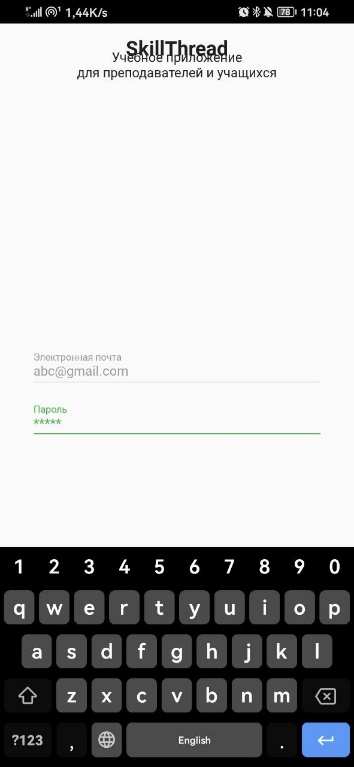 1,44K/s 78 11:04
SkillThread
Учебное приложение
для преподавателей и учащихся
Электронная почта
abc@gmail.com
Пароль
*****
1 2 3 4 5 6 7 8 9 0
q w e r t y u i o p
a s d f g h j k l
z x c v b n m
?123 , English .